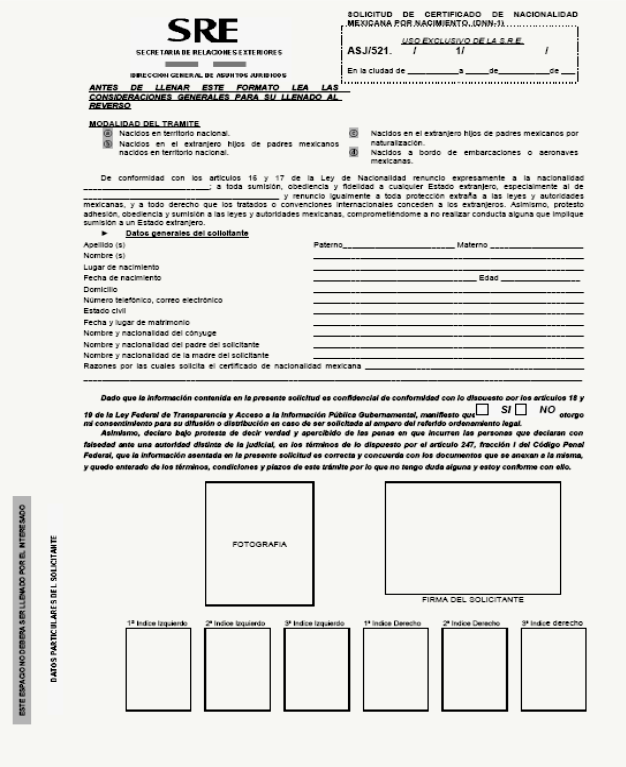 SRE
SECRETARIA DE RELACIONES EXTERIORES
DIRECCION GENERAL DE ASUNTOS JURIDICOS
SOLICITUD DE CERTIFICADO DE NACIONALIDAD
MEXICANA POR NACIMIENTO. (DNN-1)
USO EXCLUSIVO DE LA S.R.E.
ASJ/521. / 1/ /
En la ciudad de ____________a ______de____________de ___
ANTES DE LLENAR ESTE FORMATO LEA LAS
CONSIDERACIONES GENERALES PARA SU LLENADO AL
REVERSO
MODALIDAD DEL TRAMITE
a Nacidos en territorio nacional.
b Nacidos en el extranjero hijos de padres mexicanos
nacidos en territorio nacional.
c Nacidos en el extranjero hijos de padres mexicanos por
naturalización.
d Nacidos a bordo de embarcaciones o aeronaves
mexicanas.
De conformidad con los artículos 16 y 17 de la Ley de Nacionalidad renuncio expresamente a la nacionalidad
______________________________; a toda sumisión, obediencia y fidelidad a cualquier Estado extranjero, especialmente al de
______________________________________________ y renuncio igualmente a toda protección extraña a las leyes y autoridades
mexicanas, y a todo derecho que los tratados o convenciones internacionales conceden a los extranjeros. Asimismo, protesto
adhesión, obediencia y sumisión a las leyes y autoridades mexicanas, comprometiéndome a no realizar conducta alguna que implique
sumisión a un Estado extranjero.
► Datos generales del solicitante
Apellido (s) Paterno___________________________ Materno ______________________
Nombre (s)
Lugar de nacimiento
Fecha de nacimiento ______________________________________ Edad ___________________
Domicilio
Número telefónico, correo electrónico
Estado civil
Fecha y lugar de matrimonio
Nombre y nacionalidad del cónyuge
Nombre y nacionalidad del padre del solicitante
Nombre y nacionalidad de la madre del solicitante
Razones por las cuales solicita el certificado de nacionalidad mexicana ____________________________________________________
Dado que la información contenida en la presente solicitud es confidencial de conformidad con lo dispuesto por los artículos 18 y
19 de la Ley Federal de Transparencia y Acceso a la Información Pública Gubernamental, manifiesto que □ SI □ NO otorgo
mi consentimiento para su difusión o distribución en caso de ser solicitada al amparo del referido ordenamiento legal.
Asimismo, declaro bajo protesta de decir verdad y apercibido de las penas en que incurren las personas que declaran con
falsedad ante una autoridad distinta de la judicial, en los términos de lo dispuesto por el artículo 247, fracción I del Código Penal
Federal, que la información asentada en la presente solicitud es correcta y concuerda con los documentos que se anexan a la misma,
y quedo enterado de los términos, condiciones y plazos de este trámite por lo que no tengo duda alguna y estoy conforme con ello.
ESTE ESPACIO NO DEBERA SER LLENADO POR EL INTERESADO
DATOS PARTICULARES DEL SOLICITANTE
FOTOGRAFIA
FIRMA DEL SOLICITANTE
1ª Indice Izquierdo 2ª Indice Izquierdo 3ª Indice Izquierdo 1ª Indice Derecho 2ª Indice Derecho 3ª Indice derecho